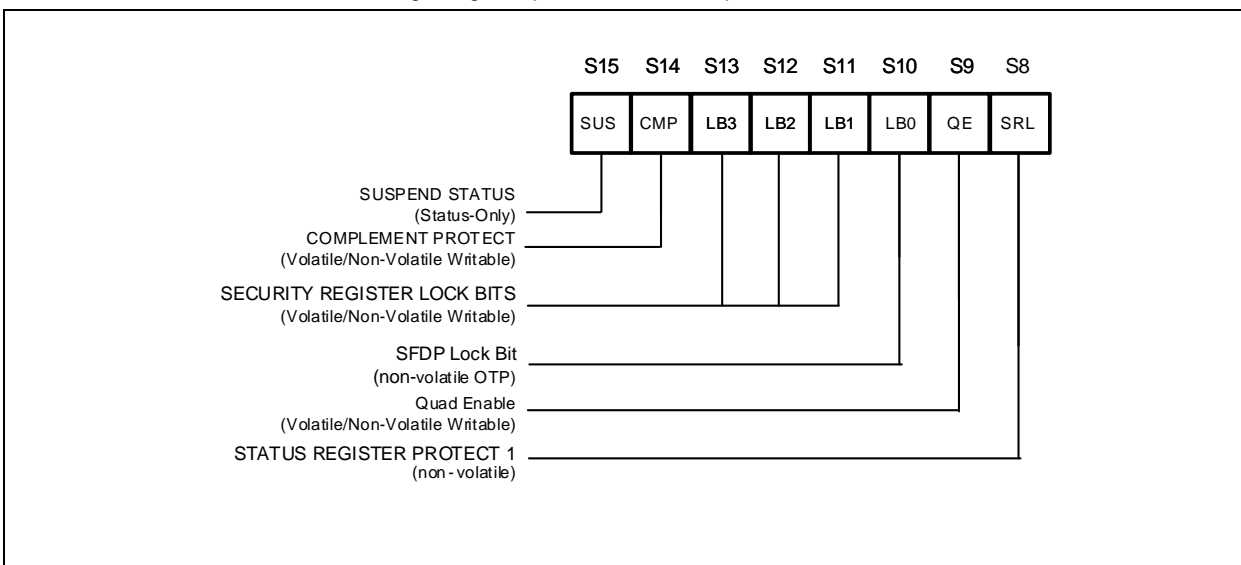 S15 S14 S13 S12 S11 S10 S9 S8
SUS CMP LB3 LB2 LB1 LB0 QE SRL
SUSPEND STATUS
(Status-Only)
COMPLEMENT PROTECT
(Volatile/Non-Volatile Writable)
SECURITY REGISTER LOCK BITS
(Volatile/Non-Volatile Writable)
SFDP Lock Bit
(non-volatile OTP)
Quad Enable
(Volatile/Non-Volatile Writable)
STATUS REGISTER PROTECT 1
(non-volatile)